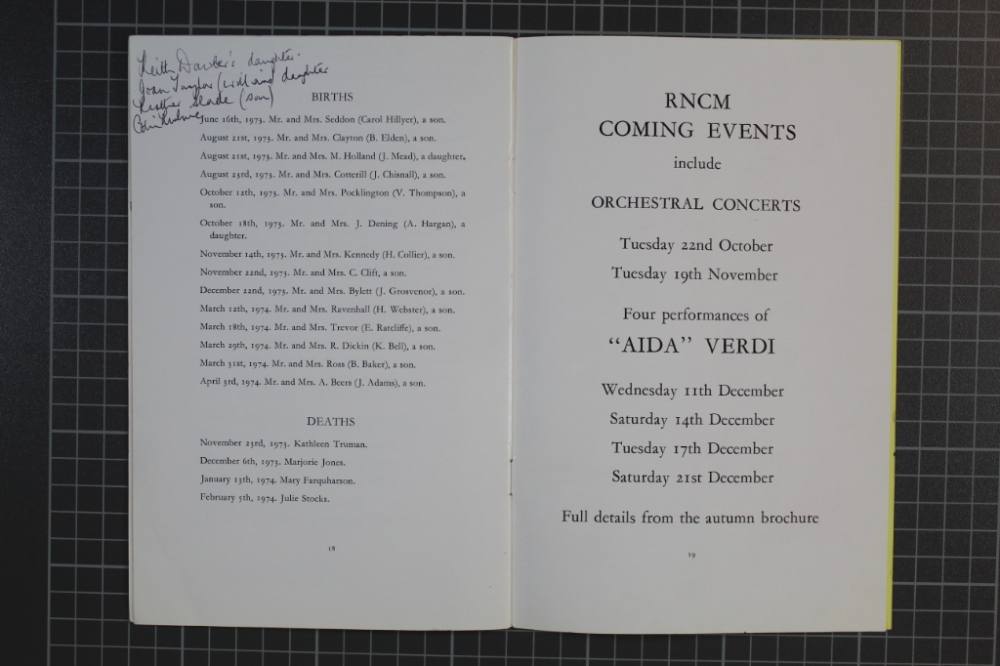 Keith Dawber's daughter.
Joan Taylor daughter
Slade (son)
BIRTHS
June 16th, 1973. Mr. and Mrs. Seddon (Carol Hillyer), a son.
August 21st, 1973. Mr. and Mrs. Clayton (B. Elden), a son.
August 21st, 1973. Mr. and Mrs. M. Holland (J. Mead), a daughter.
August 23rd, 1973. Mr. and Mrs. Cotterill (J. Chisnall), a son.
October 12th, 1973. Mr. and Mrs. Pocklington (V. Thompson), a
son.
October 18th, 1973. Mr. and Mrs. J. Dening (A. Hargan), a
daughter.
November 14th, 1973. Mr. and Mrs. Kennedy (H. Collier), a son.
November 22nd, 1973. Mr. and Mrs. C. Clift, a son.
December 22nd, 1973. Mr. and Mrs. Bylett (J. Grosvenor), a son.
March 12th, 1974. Mr. and Mrs. Ravenhall (H. Webster), a son.
March 18th, 1974. Mr. and Mrs. Trevor (E. Ratcliffe), a son.
March 29th, 1974. Mr. and Mrs. R. Dickin (K. Bell), a son.
March 31st, 1974. Mr. and Mrs. Ross (B. Baker), a son.
April 3rd, 1974. Mr. and Mrs. A. Beers (J. Adams), a son.
DEATHS
November 23rd, 1973. Kathleen Truman.
December 6th, 1973. Marjorie Jones.
January 13th, 1974. Mary Farquharson.
February 5th, 1974. Julie Stocks.
18
RNCM
COMING EVENTS
include
ORCHESTRAL CONCERTS
Tuesday 22nd October
Tuesday 19th November
Four performances of
"AIDA" VERDI
Wednesday 11th December
Saturday 14th December
Tuesday 17th December
Saturday 21st December
Full details from the autumn brochure
19